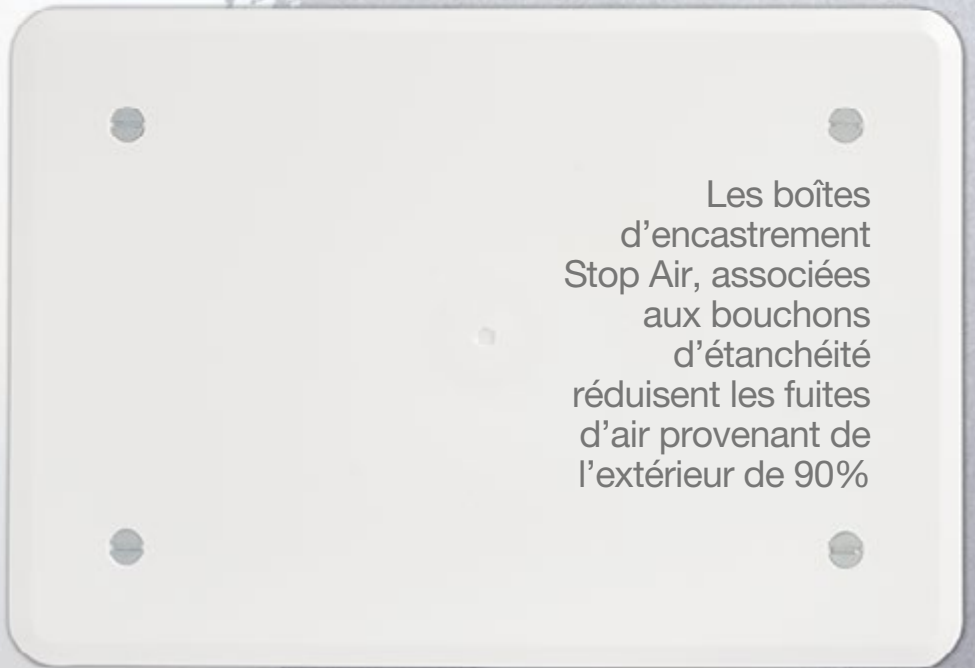 Les boîtes
d’encastrement
Stop Air, associées
aux bouchons
d’étanchéité
réduisent les fuites
d’air provenant de
l’extérieur de 90%